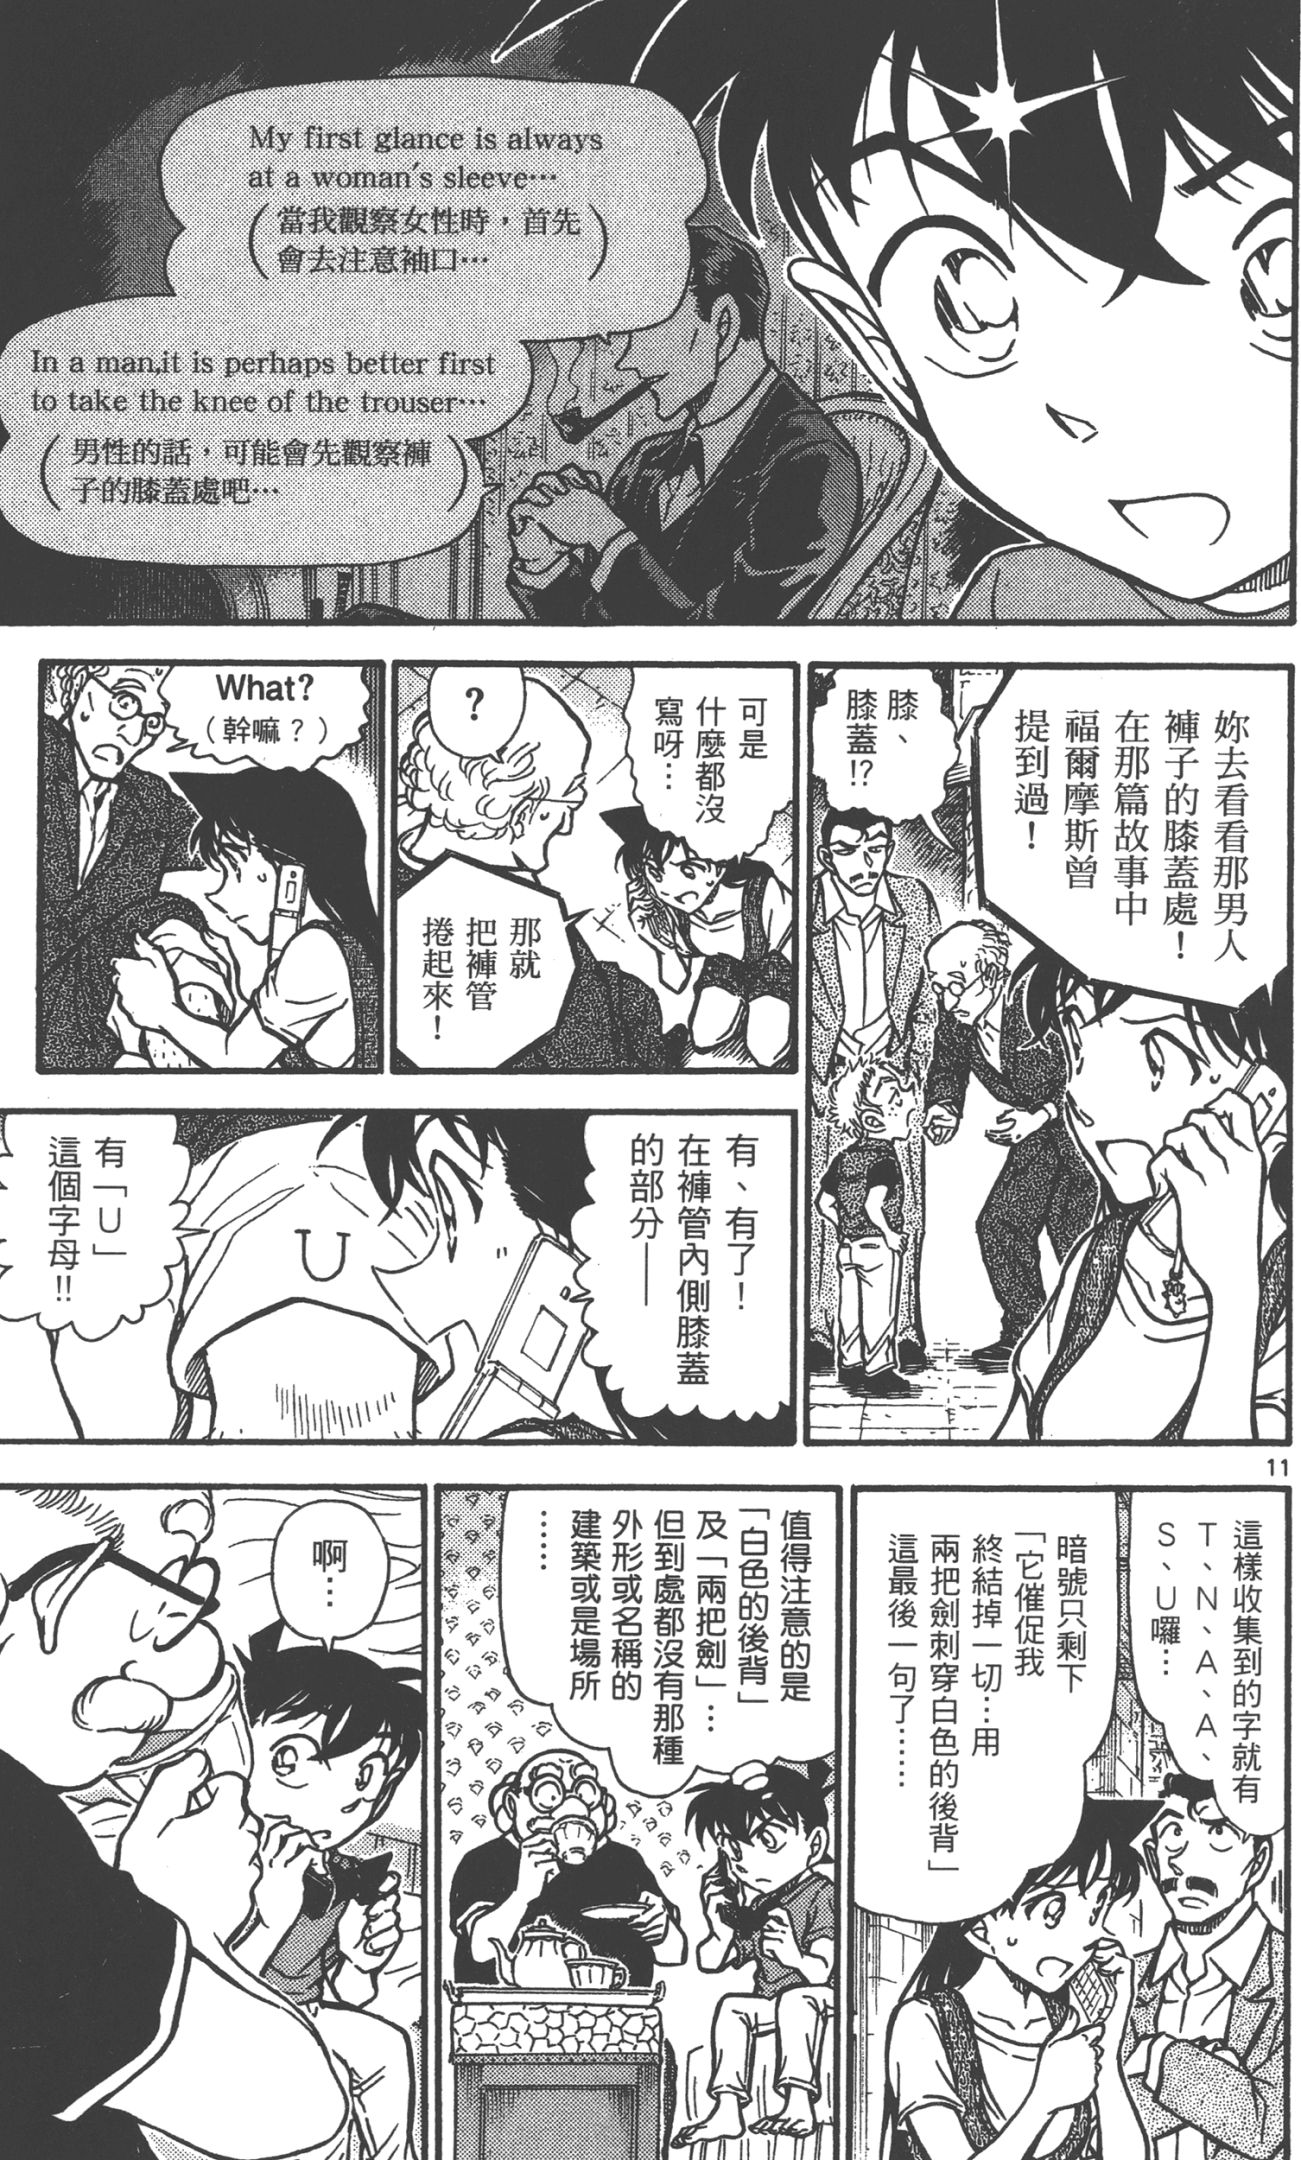 My first glance is always
at a woman's sleeve…
（當我觀察女性時，首先
會去注意袖口…）
In a man,it is perhaps better first
to take the knee of the trouser…
（男性的話，可能會先觀察褲
子的膝蓋處吧…）
妳去看看那男人
褲子的膝蓋處！
在那篇故事中
福爾摩斯曾
提到過！
膝、
膝蓋!?
可是
什麼都沒
寫呀…
？
那就
把褲管
捲起來！
What?
（幹嘛？）
有、有了！
在褲管內側膝蓋
的部分——
U
有「U」
這個字母!!
11
這樣收集到的字就有
T、N、A、A、
S、U囉…
暗號只剩下
「它催促我
終結掉一切…用
兩把劍刺穿白色的後背」
這最後一句了……
值得注意的是
「白色的後背」
及「兩把劍」…
但到處都沒有那種
外形或名稱的
建築或是場所
……
啊…